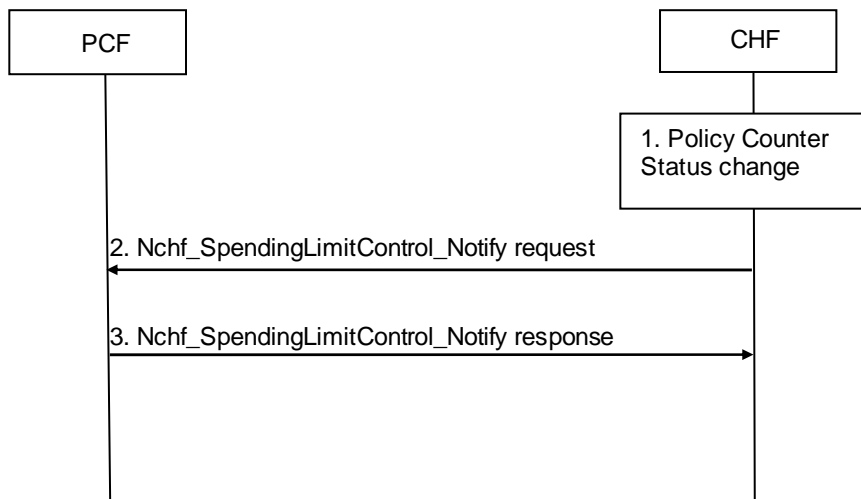 PCF
CHF
1. Policy Counter
Status change
2. Nchf_SpendingLimitControl_Notify request
3. Nchf_SpendingLimitControl_Notify response